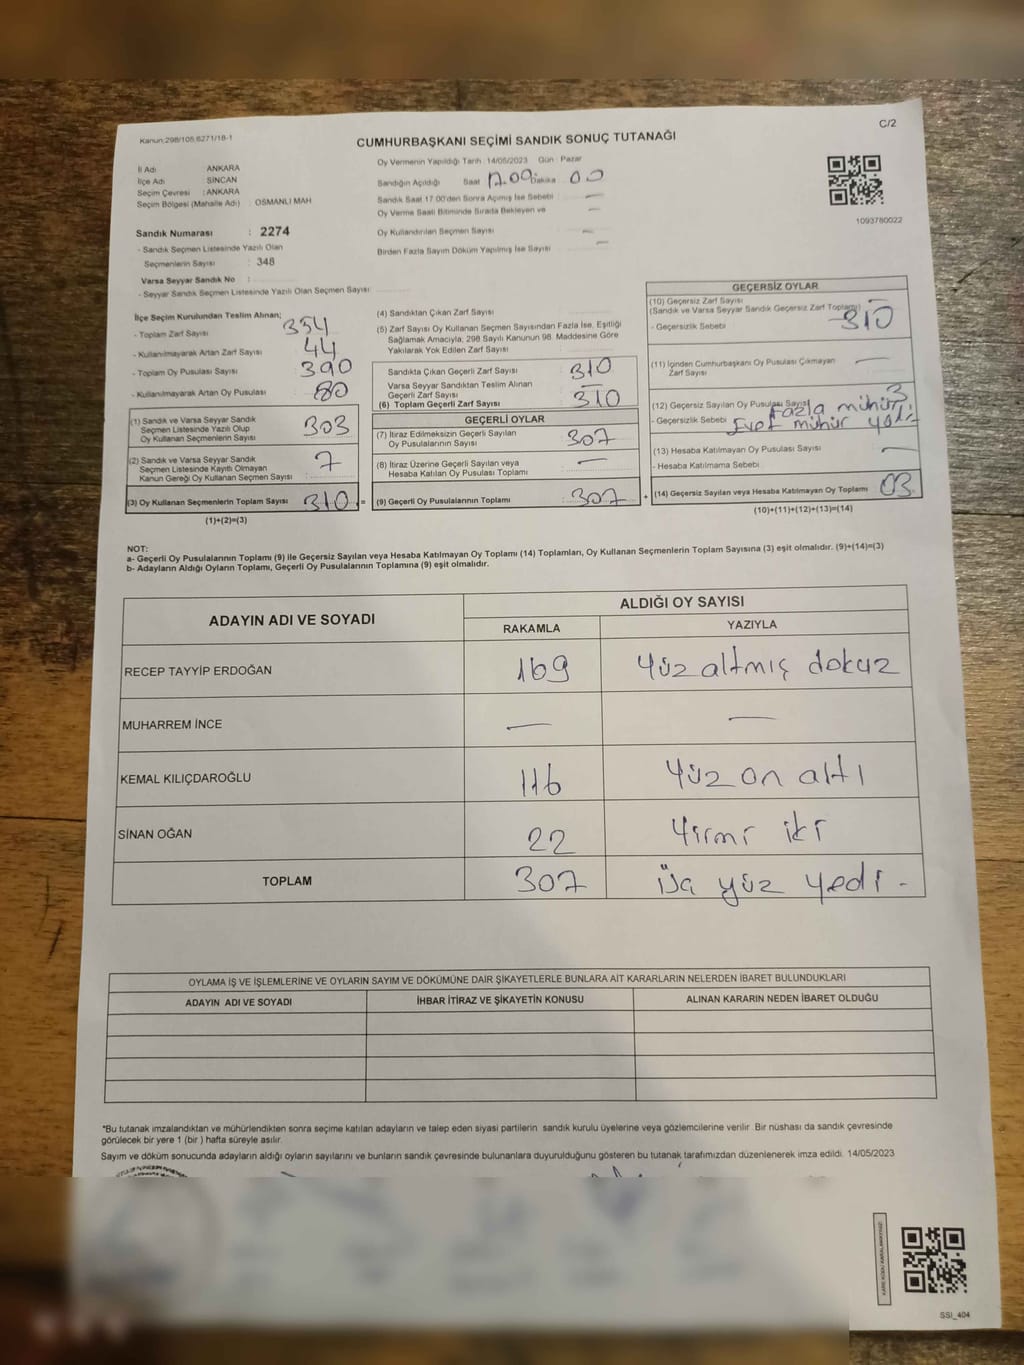 Kanun:298/105,6271/18-1
C/2
CUMHURBAŞKANI SEÇİMİ SANDIK SONUÇ TUTANAĞI
İl Adı : ANKARA
İlçe Adı : SİNCAN
Seçim Çevresi : ANKARA
Seçim Bölgesi (Mahalle Adı) : OSMANLI MAH
Sandık Numarası : 2274
- Sandık Seçmen Listesinde Yazılı Olan
Seçmenlerin Sayısı : 348
Varsa Seyyar Sandık No :
- Seyyar Sandık Seçmen Listesinde Yazılı Olan Seçmen Sayısı :
Oy Vermenin Yapıldığı Tarih :14/05/2023 Gün : Pazar
Sandığın Açıldığı Saat 17.00 Dakika 00
Sandık Saat 17:00'den Sonra Açımış İse Sebebi —
Oy Verme Saati Bitiminde Sırada Bekleyen ve —
Oy Kullandırılan Seçmen Sayısı —
Birden Fazla Sayım Döküm Yapılmış İse Sayısı —
1093780022
İlçe Seçim Kurulundan Teslim Alınan;
- Toplam Zarf Sayısı 354
- Kullanılmayarak Artan Zarf Sayısı 44
- Toplam Oy Pusulası Sayısı 390
- Kullanılmayarak Artan Oy Pusulası 80
(1) Sandık ve Varsa Seyyar Sandık
Seçmen Listesinde Yazılı Olup
Oy Kullanan Seçmenlerin Sayısı 303
(2) Sandık ve Varsa Seyyar Sandık
Seçmen Listesinde Kayıtlı Olmayan
Kanun Gereği Oy Kullanan Seçmen Sayısı 7
(3) Oy Kullanan Seçmenlerin Toplam Sayısı 310 =
(1)+(2)=(3)
(4) Sandıktan Çıkan Zarf Sayısı
(5) Zarf Sayısı Oy Kullanan Seçmen Sayısından Fazla İse, Eşitliği
Sağlamak Amacıyla; 298 Sayılı Kanunun 98. Maddesine Göre
Yakılarak Yok Edilen Zarf Sayısı
Sandıkta Çıkan Geçerli Zarf Sayısı 310
Varsa Seyyar Sandıktan Teslim Alınan
Geçerli Zarf Sayısı —
(6) Toplam Geçerli Zarf Sayısı 310
GEÇERLİ OYLAR
(7) İtiraz Edilmeksizin Geçerli Sayılan
Oy Pusulasının Sayısı 307
(8) İtiraz Üzerine Geçerli Sayılan veya
Hesaba Katılan Oy Pusulası Toplamı —
(9) Geçerli Oy Pusulalarının Toplamı : 307 +
GEÇERSİZ OYLAR
(10) Geçersiz Zarf Sayısı —
(Sandık ve Varsa Seyyar Sandık Geçersiz Zarf Toplamı) 310
- Geçersizlik Sebebi
(11) İçinden Cumhurbaşkanı Oy Pusulası Çıkmayan
Zarf Sayısı —
(12) Geçersiz Sayılan Oy Pusulası Sayısı 3
- Geçersizlik Sebebi Fazla mühür,
Evet mühür
(13) Hesaba Katılmayan Oy Pusulası Sayısı —
- Hesaba Katılmama Sebebi
(14) Geçersiz Sayılan veya Hesaba Katılmayan Oy Toplamı 03
(10)+(11)+(12)+(13)=(14)
NOT:
a- Geçerli Oy Pusulalarının Toplamı (9) ile Geçersiz Sayılan veya Hesaba Katılmayan Oy Toplamı (14) Toplamları, Oy Kullanan Seçmenlerin Toplam Sayısına (3) eşit olmalıdır. (9)+(14)=(3)
b- Adayların Aldığı Oyların Toplamı, Geçerli Oy Pusulalarının Toplamına (9) eşit olmalıdır.
ADAYIN ADI VE SOYADI
ALDIĞI OY SAYISI
RAKAMLA YAZIYLA
RECEP TAYYİP ERDOĞAN 169 Yüz altmış dokuz
MUHARREM İNCE — —
KEMAL KILIÇDAROĞLU 116 Yüz on altı
SİNAN OĞAN 22 Yirmi iki
TOPLAM 307 üç yüz yedi -
OYLAMA İŞ VE İŞLEMLERİNE VE OYLARIN SAYIM VE DÖKÜMÜNE DAİR ŞİKAYETLERLE BUNLARA AİT KARARLARIN NELERDEN İBARET BULUNDUKLARI
ADAYIN ADI VE SOYADI İHBAR İTİRAZ VE ŞİKAYETİN KONUSU ALINAN KARARIN NEDEN İBARET OLDUĞU
*Bu tutanak imzalandıktan ve mühürlendikten sonra seçime katılan adayların ve talep eden siyasi partilerin sandık kurulu üyelerine veya gözlemcilerine verilir. Bir nüshası da sandık çevresinde
görülecek bir yere 1 (bir ) hafta süreyle asılır.
Sayım ve döküm sonucunda adayların aldığı oyların sayılarını ve bunların sandık çevresinde bulunanlara duyurulduğunu gösteren bu tutanak tarafımızdan düzenlenerek imza edildi. 14/05/2023
SSI_404